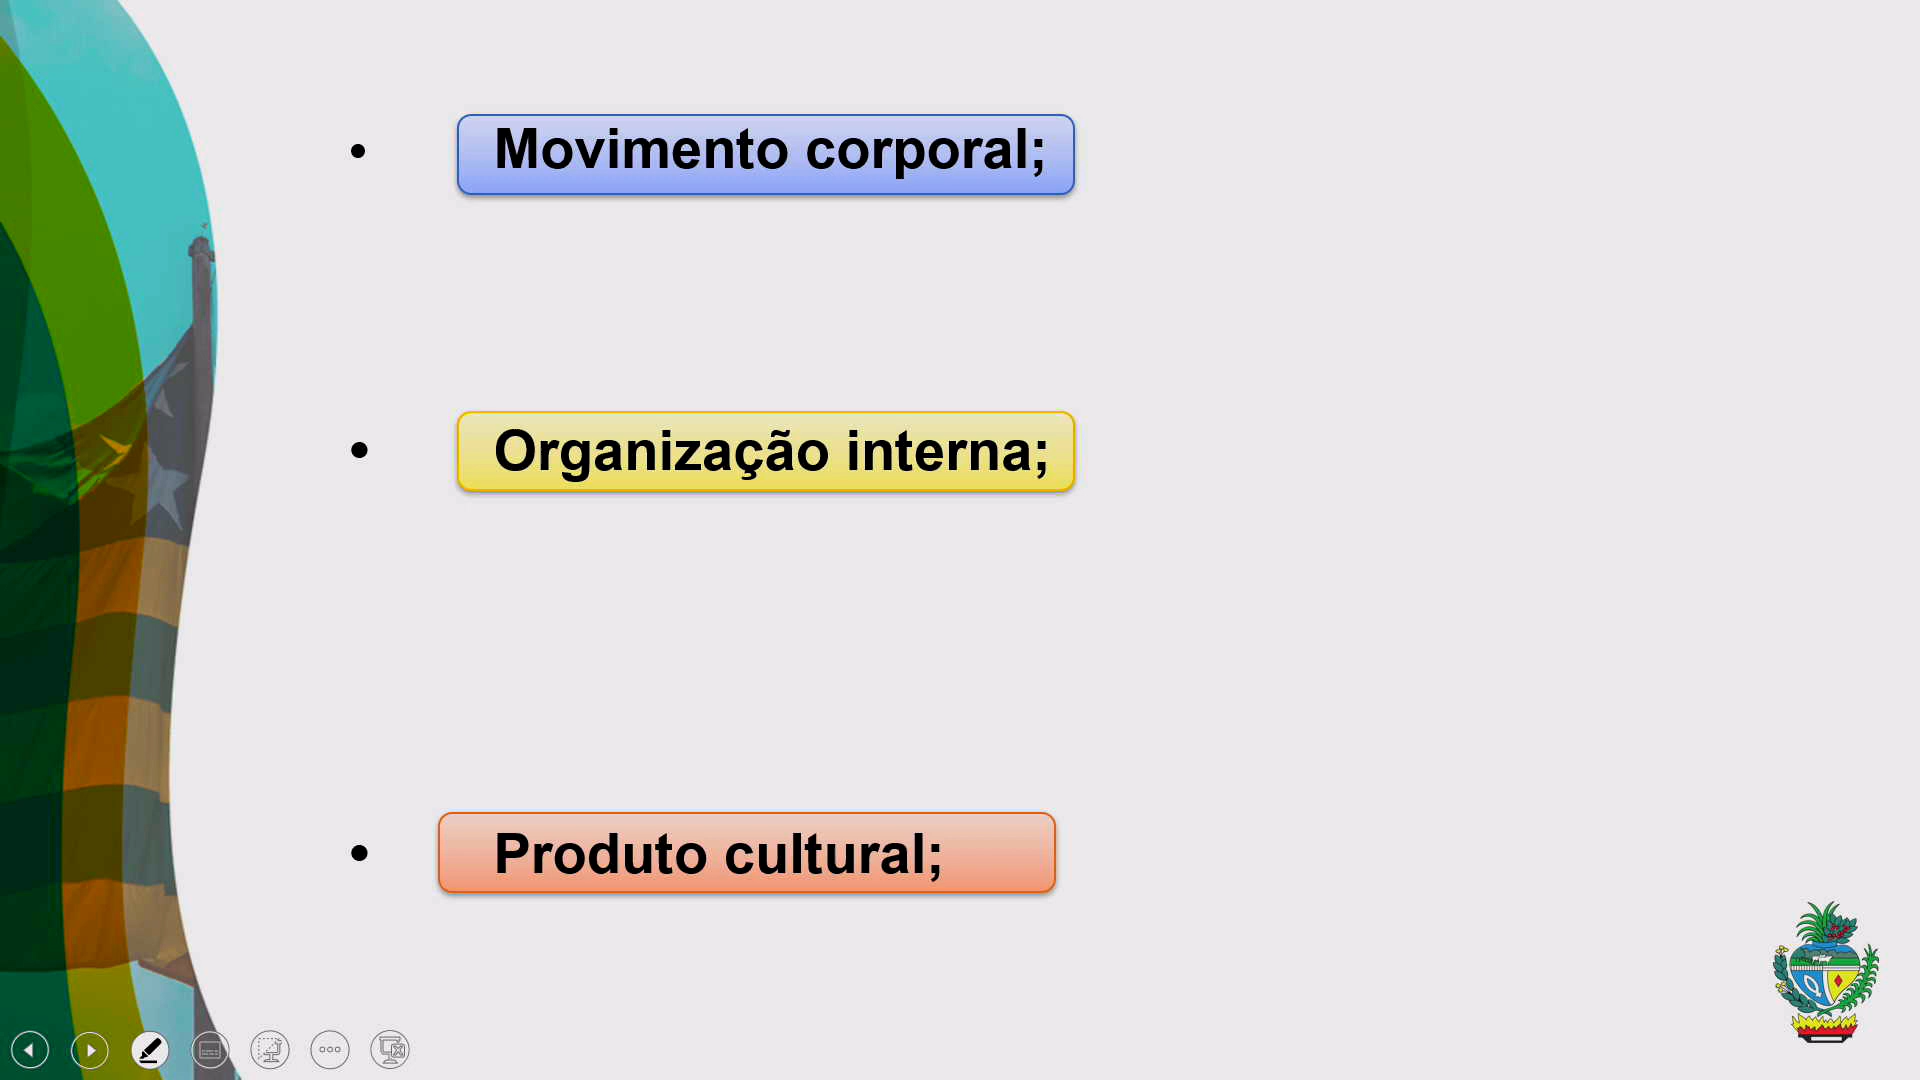 • Movimento corporal;
• Organização interna;
• Produto cultural;